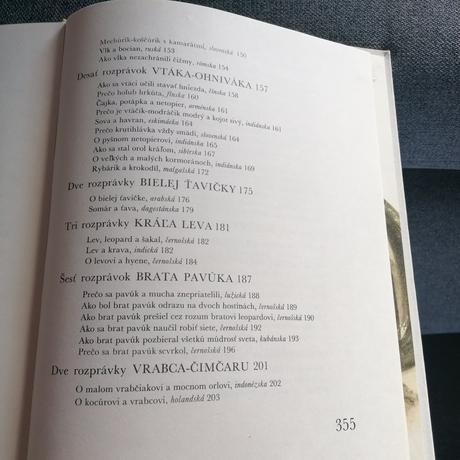 Mechúrik-koščúrik s kamarátmi, slovenská 150
Vlk a bocian, ruská 153
Ako vlka nezachránili čižmy, rómska 154
Desať rozprávok VTÁKA-OHNIVÁKA 157
Ako sa vtáci učili stavať hniezda, fínska 158
Prečo holub hrkúta, fínska 160
Čajka, potápka a netopier, arménska 161
Prečo je vtáčik-modráčik modrý a kojot sivý, indiánska 161
Sova a havran, eskimácka 164
Prečo krutihlávka vždy smädí, slovenská 164
O pyšnom netopierovi, indiánska 165
Ako sa stal orol kráľom, sibírska 167
O veľkých a malých kormoránoch, indiánska 169
Rybárik a krokodíl, malgašská 172
Dve rozprávky BIELEJ ŤAVIČKY 175
O bielej ťavičke, arabská 176
Somár a ťava, dagestánska 179
Tri rozprávky KRÁĽA LEVA 181
Lev, leopard a šakal, černošská 182
Lev a krava, indická 182
O levovi a hyene, černošská 184
Šesť rozprávok BRATA PAVÚKA 187
Prečo sa pavúk a mucha znepriatelili, lužická 188
Ako bol brat pavúk odrazu na dvoch hostinách, černošská 189
Ako brat pavúk prešiel cez rozum bratovi leopardovi, černošská 190
Ako sa brat pavúk naučil robiť siete, černošská 192
Ako brat pavúk pozbieral všetku múdrosť sveta, kubánska 193
Prečo sa brat pavúk scvrkol, černošská 196
Dve rozprávky VRABCA-ČIMČARU 201
O malom vrabčiakovi a mocnom orlovi, indonézska 202
O kocúrovi a vrabcovi, holandská 203
355